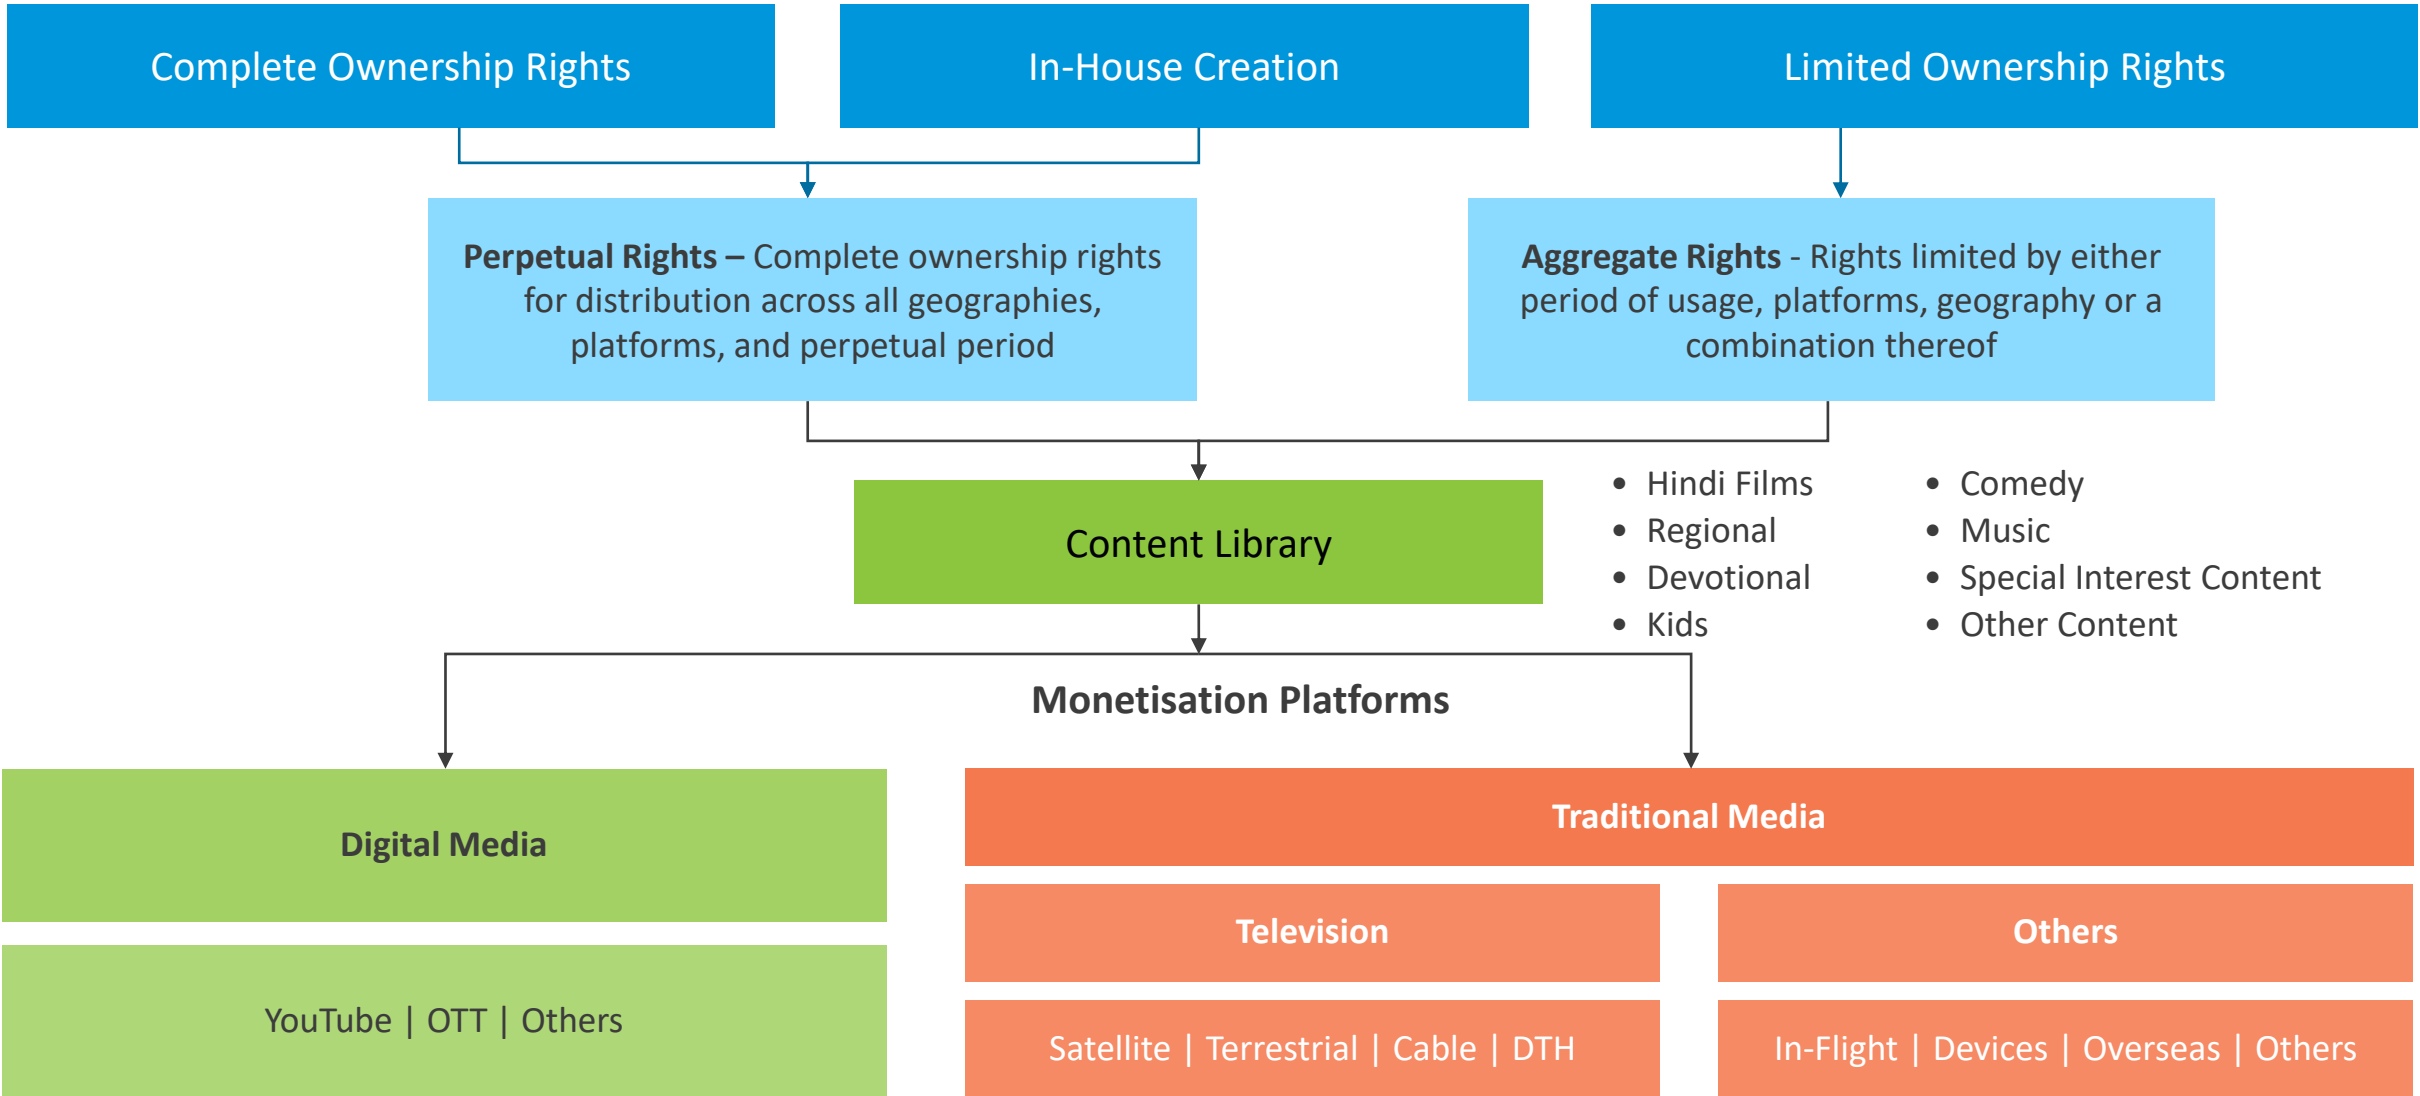 Complete Ownership Rights
In-House Creation
Limited Ownership Rights
Perpetual Rights – Complete ownership rights
for distribution across all geographies,
platforms, and perpetual period
Aggregate Rights - Rights limited by either
period of usage, platforms, geography or a
combination thereof
Content Library
• Hindi Films
• Regional
• Devotional
• Kids
• Comedy
• Music
• Special Interest Content
• Other Content
Monetisation Platforms
Digital Media
YouTube | OTT | Others
Traditional Media
Television
Satellite | Terrestrial | Cable | DTH
Others
In-Flight | Devices | Overseas | Others